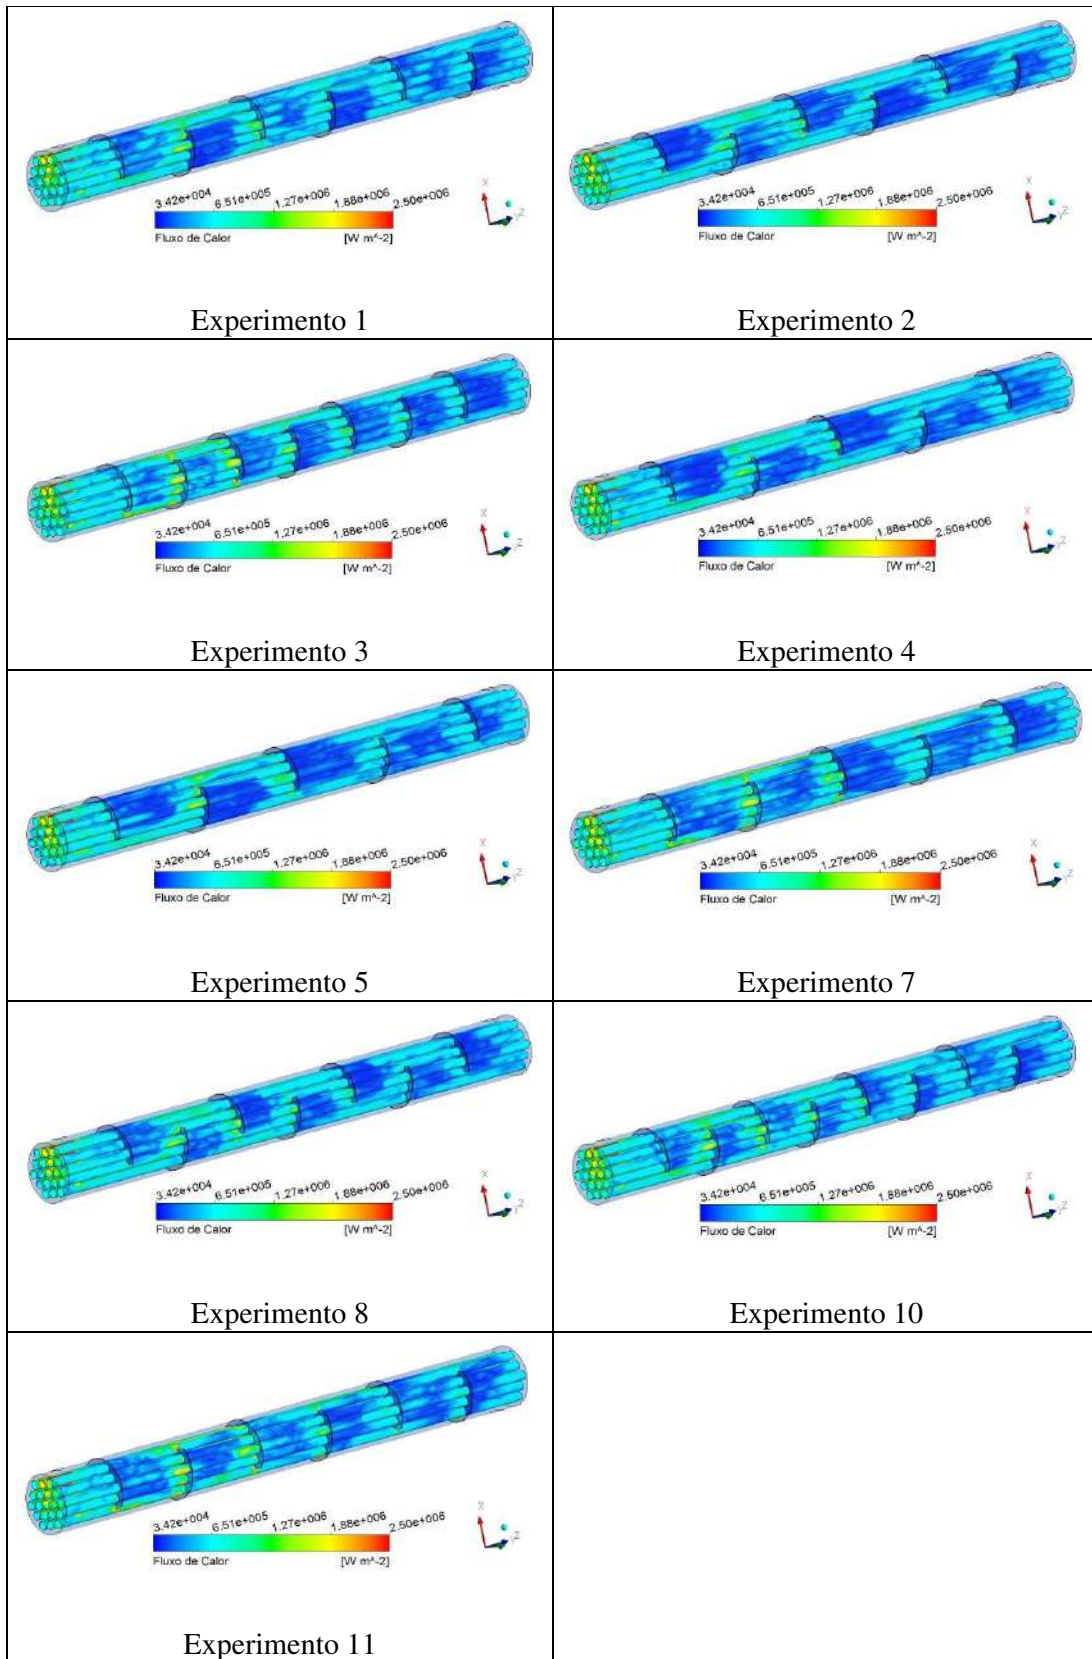 3.42e+004 6.51e+005 1.27e+006 1.88e+006 2.50e+006
Fluxo de Calor [W m^-2]
X
Z
Experimento 1
3.42e+004 6.51e+005 1.27e+006 1.88e+006 2.50e+006
Fluxo de Calor [W m^-2]
X
Z
Experimento 2
3.42e+004 6.51e+005 1.27e+006 1.88e+006 2.50e+006
Fluxo de Calor [W m^-2]
X
Z
Experimento 3
3.42e+004 6.51e+005 1.27e+006 1.88e+006 2.50e+006
Fluxo de Calor [W m^-2]
X
Z
Experimento 4
3.42e+004 6.51e+005 1.27e+006 1.88e+006 2.50e+006
Fluxo de Calor [W m^-2]
X
Z
Experimento 5
3.42e+004 6.51e+005 1.27e+006 1.88e+006 2.50e+006
Fluxo de Calor [W m^-2]
X
Z
Experimento 7
3.42e+004 6.51e+005 1.27e+006 1.88e+006 2.50e+006
Fluxo de Calor [W m^-2]
X
Z
Experimento 8
3.42e+004 6.51e+005 1.27e+006 1.88e+006 2.50e+006
Fluxo de Calor [W m^-2]
X
Z
Experimento 10
3.42e+004 6.51e+005 1.27e+006 1.88e+006 2.50e+006
Fluxo de Calor [W m^-2]
X
Z
Experimento 11